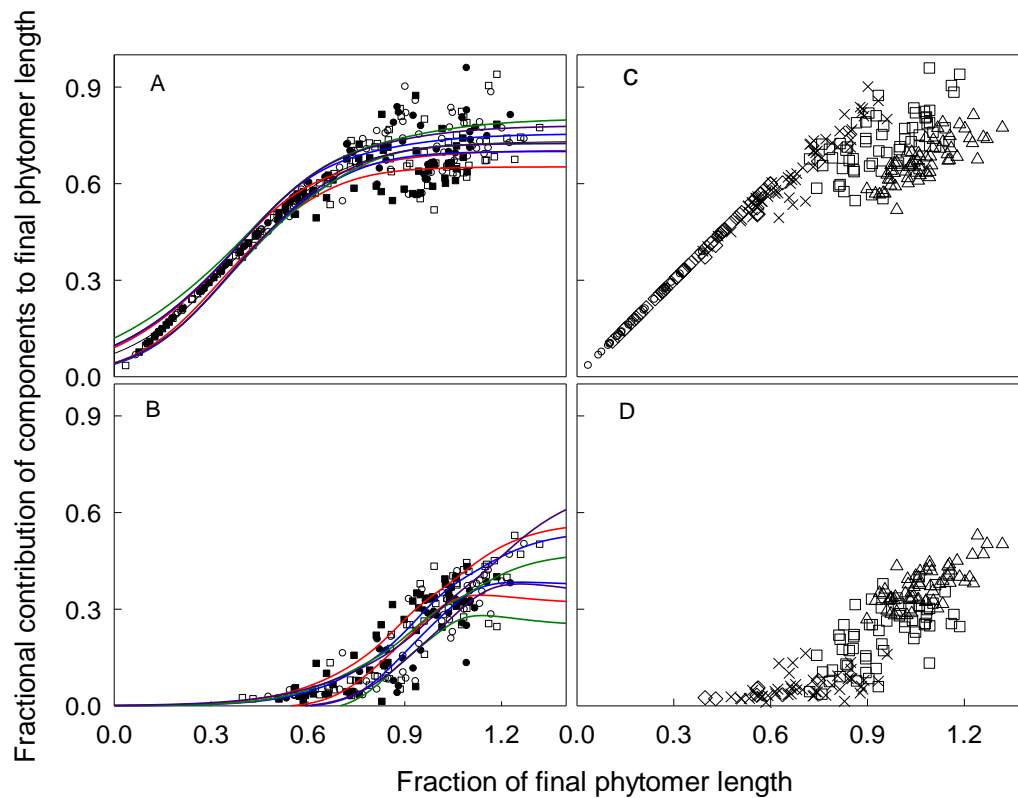 Fractional contribution of components to final phytomer length
A
C
0.9
0.6
0.3
0.0
B
D
0.9
0.6
0.3
0.0
0.0 0.3 0.6 0.9 1.2 0.0 0.3 0.6 0.9 1.2
Fraction of final phytomer length